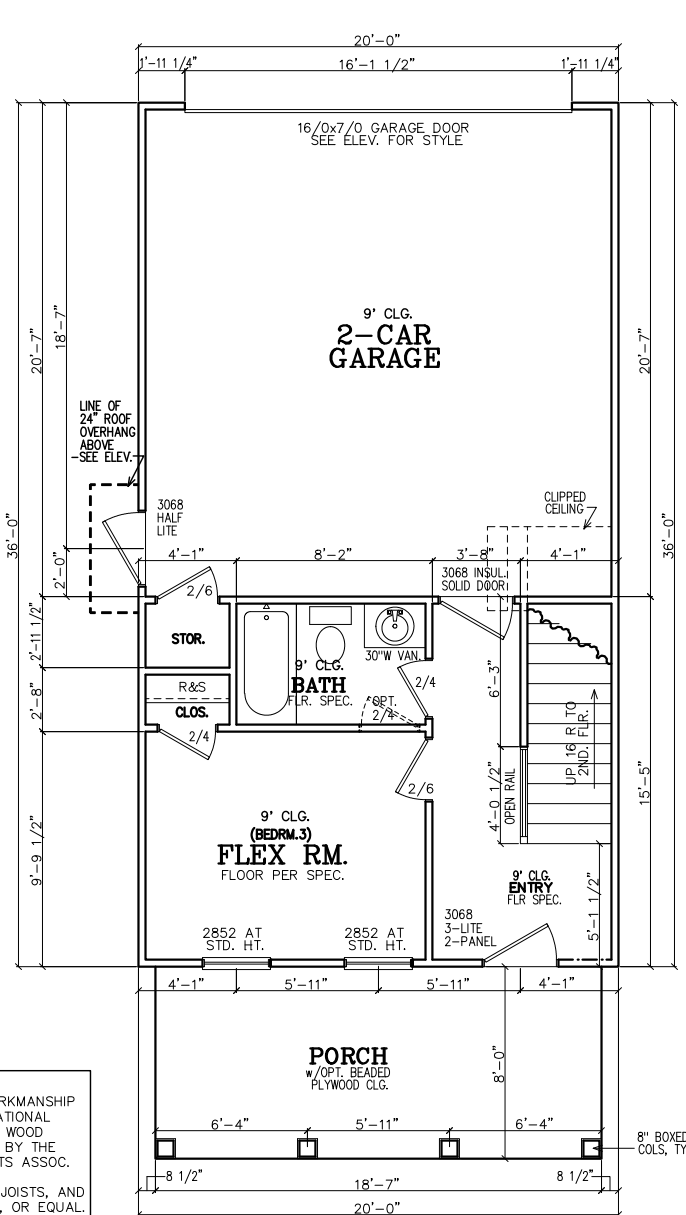 20'-0"
1'-11 1/4"
16'-1 1/2"
1'-11 1/4"
16/0x7/0 GARAGE DOOR
SEE ELEV. FOR STYLE
9' CLG.
2-CAR
GARAGE
20'-7"
18'-7"
20'-7"
LINE OF
24" ROOF
OVERHANG
ABOVE
-SEE ELEV.
3068
HALF
LITE
CLIPPED
CEILING
36'-0"
36'-0"
2'-0"
4'-1"
8'-2"
3'-8"
4'-1"
3068 INSUL.
SOLID DOOR
2/6
2'-11 1/2"
STOR.
30"W VAN.
9' CLG.
BATH
FLR. SPEC.
OPT.
2/4
2/4
6'-3"
2'-8"
R&S
CLOS.
2/4
UP 16 R TO
2ND. FLR.
15'-5"
2/6
4'-0 1/2"
OPEN RAIL
9' CLG.
(BEDRM.3)
FLEX RM.
FLOOR PER SPEC.
9'-9 1/2"
9' CLG.
ENTRY
FLR SPEC.
5'-1 1/2"
3068
3-LITE
2-PANEL
2852 AT
STD. HT.
2852 AT
STD. HT.
4'-1"
5'-11"
5'-11"
4'-1"
PORCH
w/OPT. BEADED
PLYWOOD CLG.
8'-0"
6'-4"
5'-11"
6'-4"
8" BOXED
COLS, TY
8 1/2"
8 1/2"
18'-7"
20'-0"
RKMANSHIP
ATIONAL
WOOD
BY THE
TS ASSOC.
JOISTS, AND
, OR EQUAL.